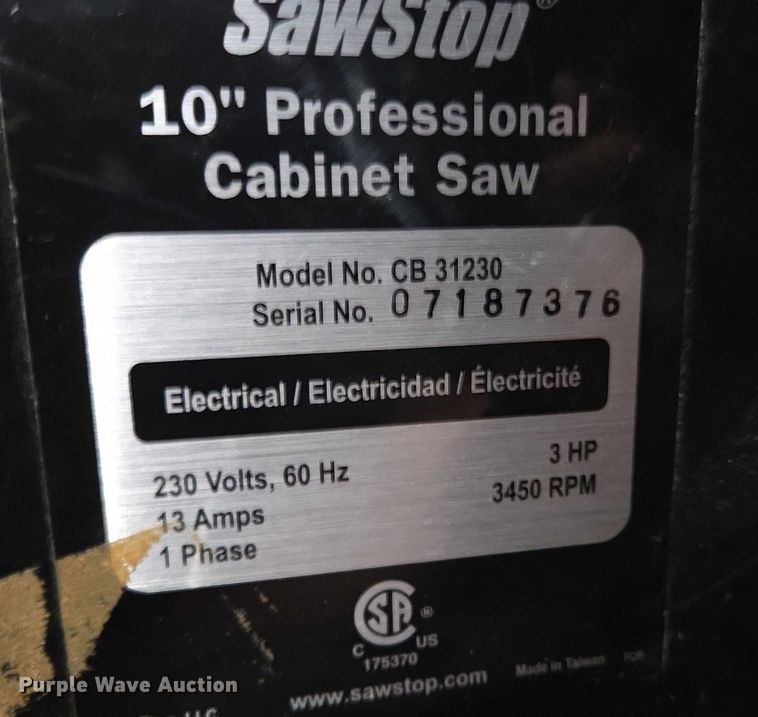 SawStop®
10" Professional
Cabinet Saw
Model No. CB 31230
Serial No. 07187376
Electrical / Electricidad / Électricité
230 Volts, 60 Hz
3 HP
13 Amps
3450 RPM
1 Phase
SA ®
C US
175370
www.sawstop.com
Made in Taiwan
LLC
Purple Wave Auction